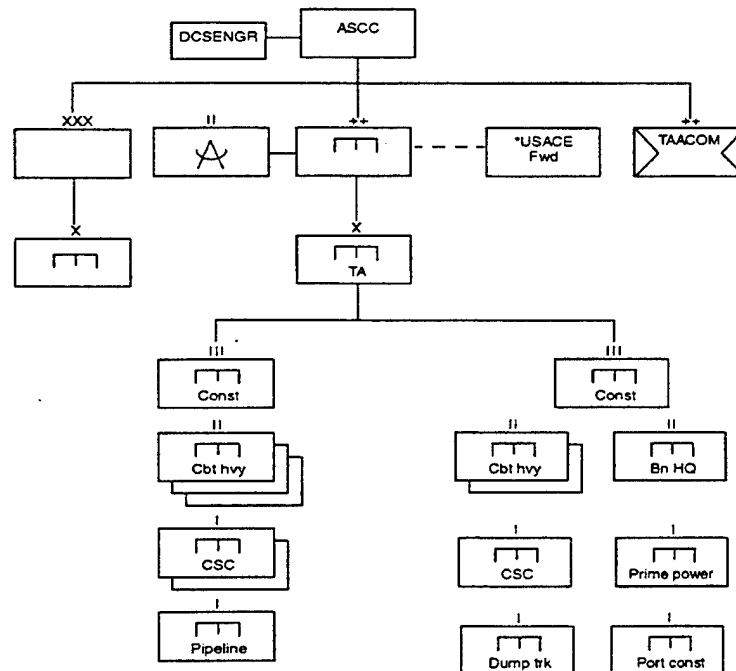 DCSENGR
ASCC
XXX
II
++
++
*USACE
Fwd
TAACOM
X
X
TA
III
III
Const
Const
II
II
II
Cbt hvy
Cbt hvy
Bn HQ
I
I
I
CSC
CSC
Prime power
I
I
I
Pipeline
Dump trk
Port const